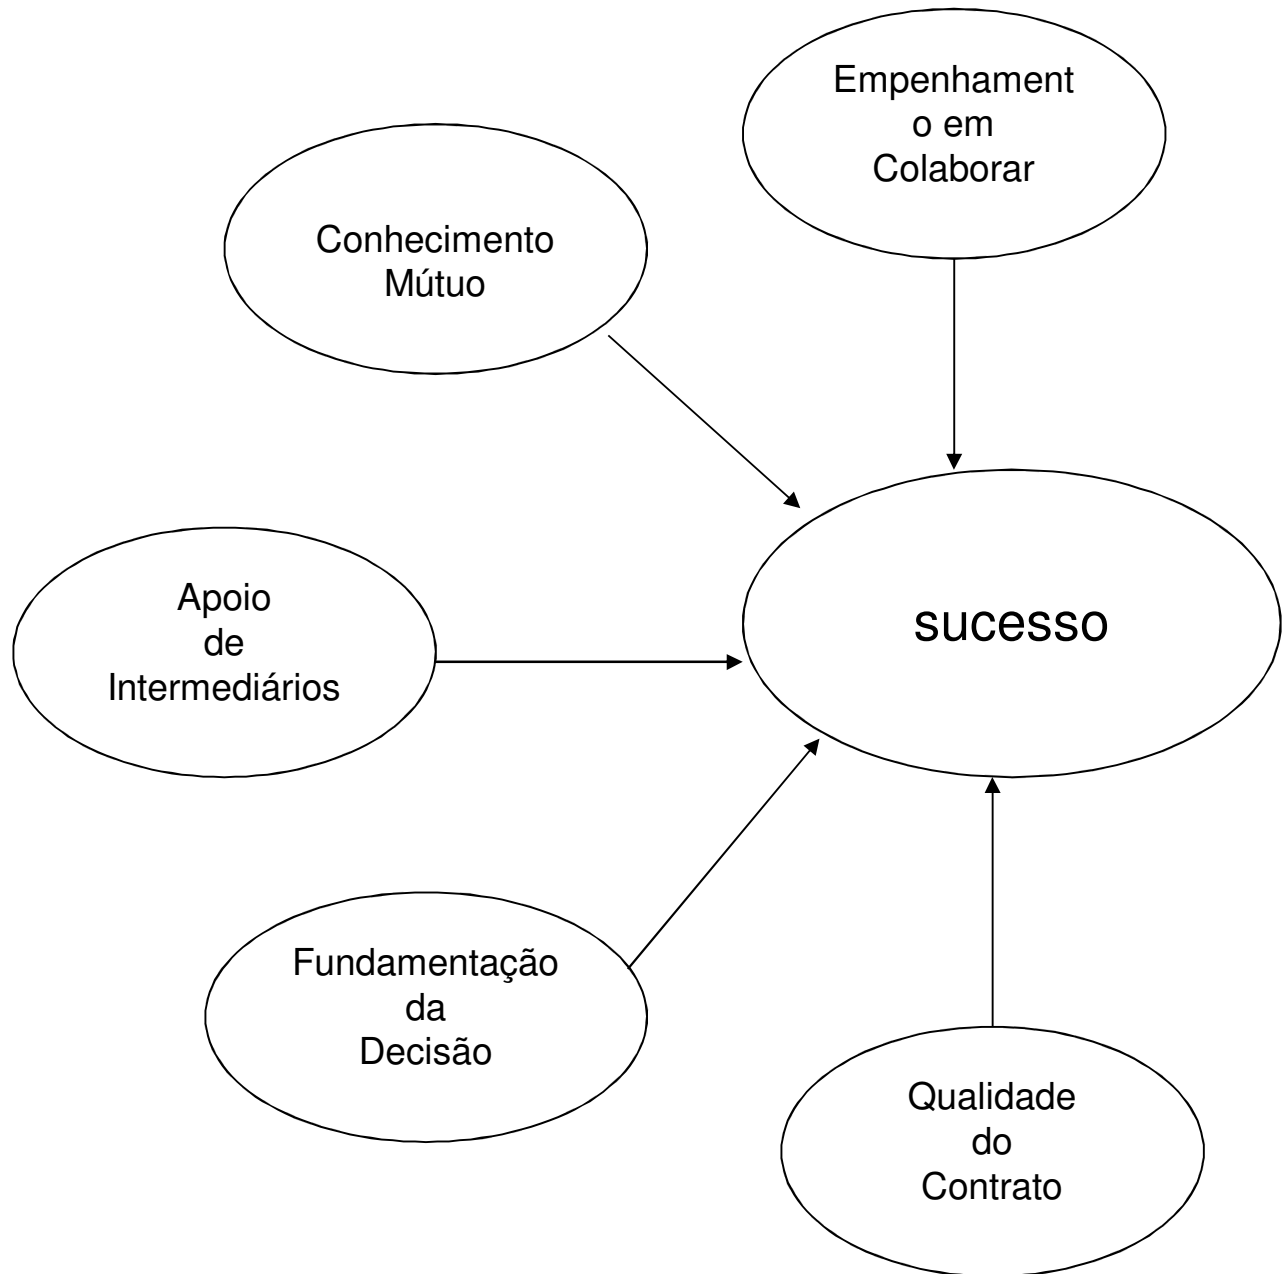 Empenhament
o em
Colaborar
Conhecimento
Mútuo
sucesso
Apoio
de
Intermediários
Fundamentação
da
Decisão
Qualidade
do
Contrato